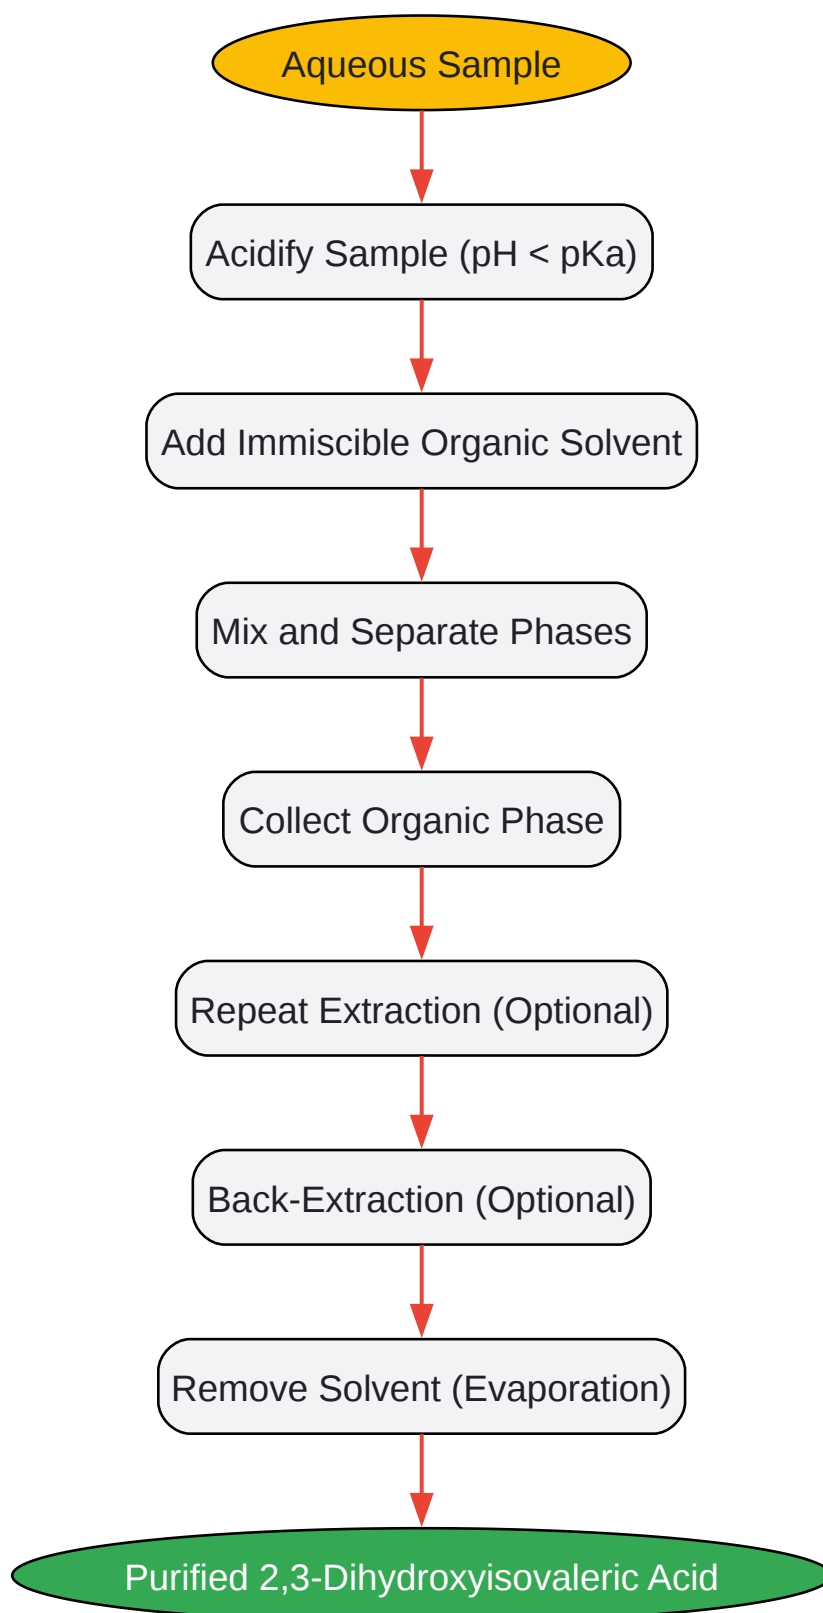 Aqueous Sample
Acidify Sample (pH < pKa)
Add Immiscible Organic Solvent
Mix and Separate Phases
Collect Organic Phase
Repeat Extraction (Optional)
Back-Extraction (Optional)
Remove Solvent (Evaporation)
Purified 2,3-Dihydroxyisovaleric Acid